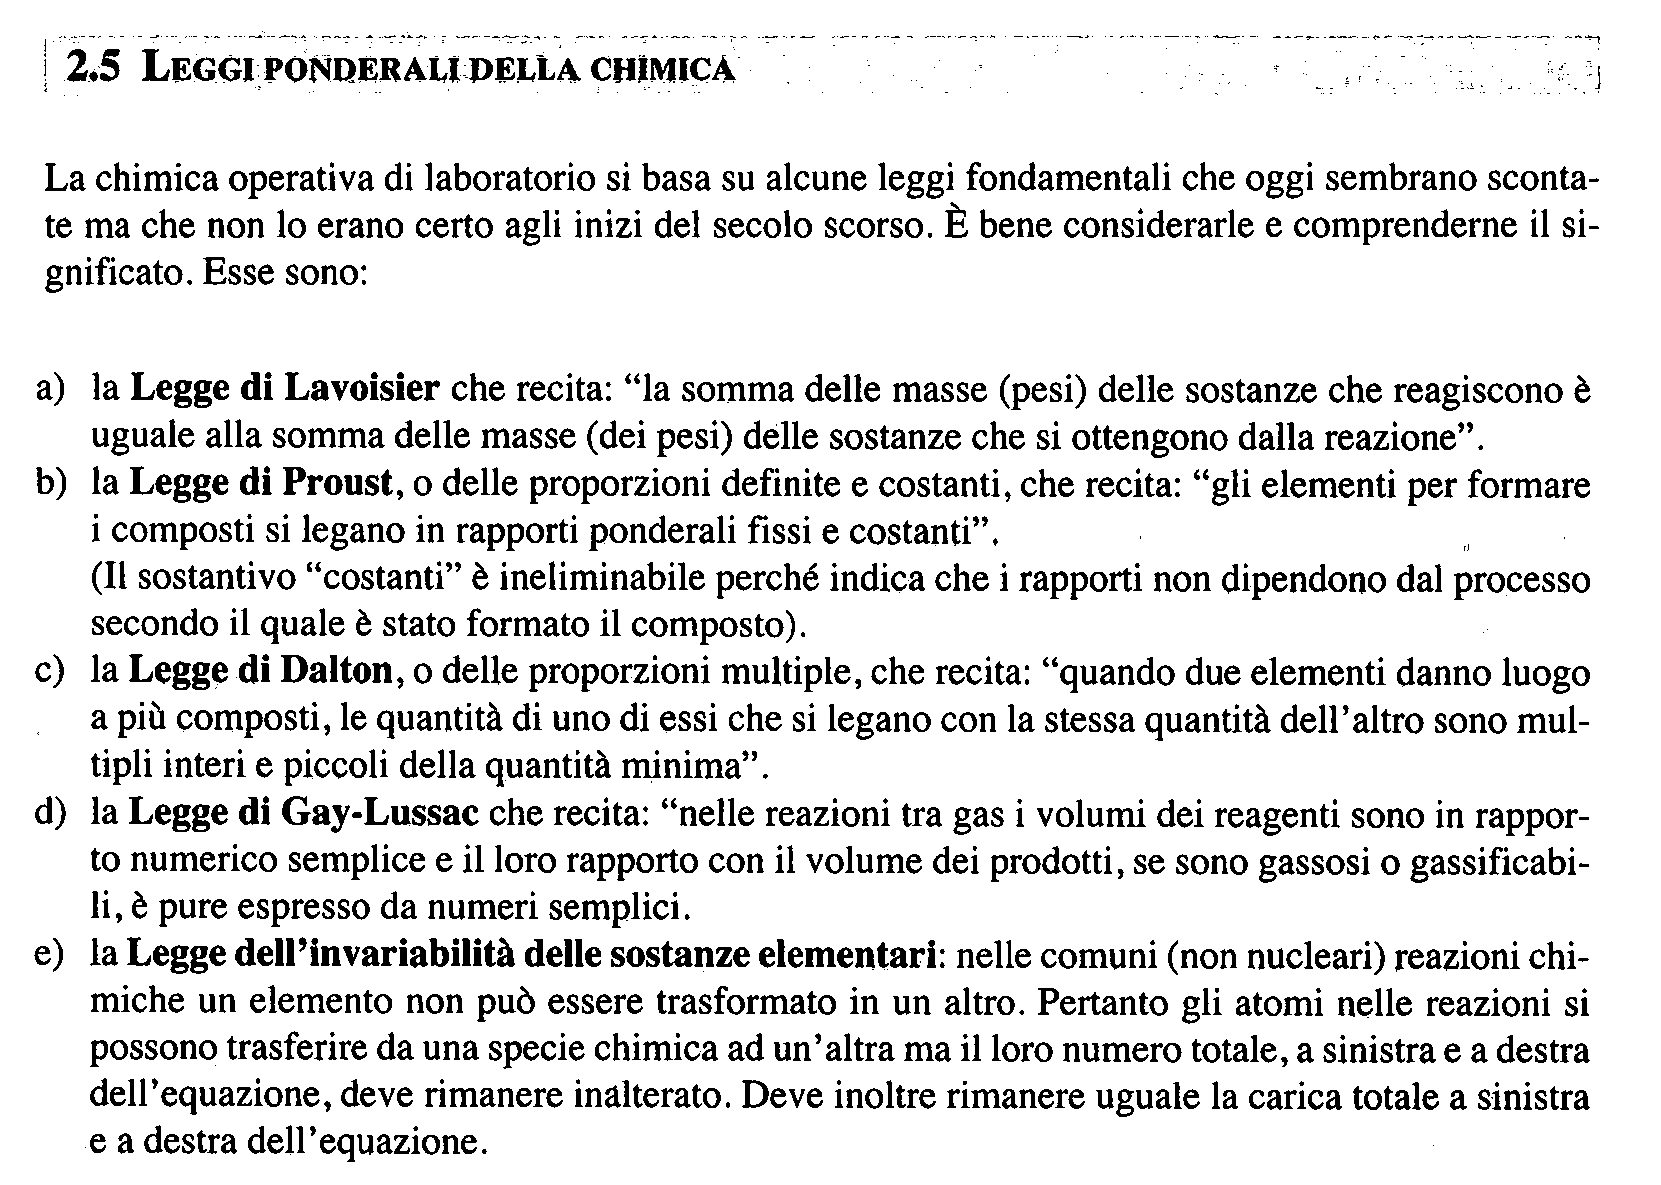 2.5 LEGGI PONDERALI DELLA CHIMICA
La chimica operativa di laboratorio si basa su alcune leggi fondamentali che oggi sembrano sconta-
te ma che non lo erano certo agli inizi del secolo scorso. È bene considerarle e comprenderne il si-
gnificato. Esse sono:
a) la Legge di Lavoisier che recita: “la somma delle masse (pesi) delle sostanze che reagiscono è
uguale alla somma delle masse (dei pesi) delle sostanze che si ottengono dalla reazione”.
b) la Legge di Proust, o delle proporzioni definite e costanti, che recita: “gli elementi per formare
i composti si legano in rapporti ponderali fissi e costanti”.
(Il sostantivo “costanti” è ineliminabile perché indica che i rapporti non dipendono dal processo
secondo il quale è stato formato il composto).
c) la Legge di Dalton, o delle proporzioni multiple, che recita: “quando due elementi danno luogo
a più composti, le quantità di uno di essi che si legano con la stessa quantità dell’altro sono mul-
tipli interi e piccoli della quantità minima”.
d) la Legge di Gay-Lussac che recita: “nelle reazioni tra gas i volumi dei reagenti sono in rappor-
to numerico semplice e il loro rapporto con il volume dei prodotti, se sono gassosi o gassificabi-
li, è pure espresso da numeri semplici.
e) la Legge dell’invariabilità delle sostanze elementari: nelle comuni (non nucleari) reazioni chi-
miche un elemento non può essere trasformato in un altro. Pertanto gli atomi nelle reazioni si
possono trasferire da una specie chimica ad un’altra ma il loro numero totale, a sinistra e a destra
dell’equazione, deve rimanere inalterato. Deve inoltre rimanere uguale la carica totale a sinistra
e a destra dell’equazione.